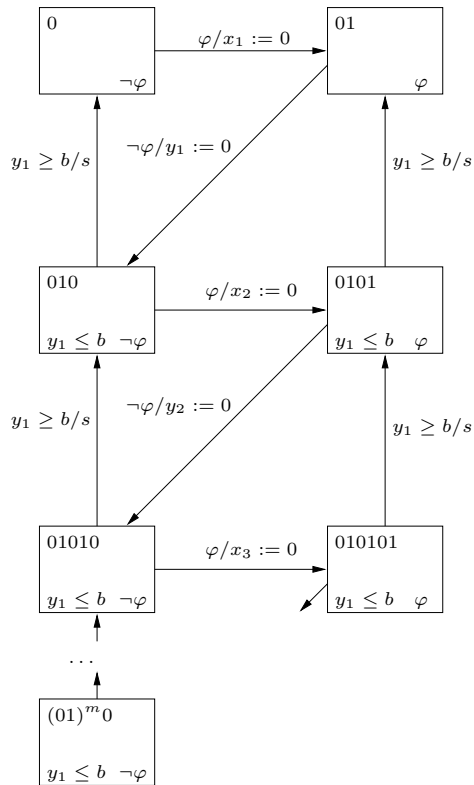 0
φ/x₁ := 0
01
¬φ
φ
¬φ/y₁ := 0
y₁ ≥ b/s
y₁ ≥ b/s
010
φ/x₂ := 0
0101
y₁ ≤ b ¬φ
y₁ ≤ b φ
¬φ/y₂ := 0
y₁ ≥ b/s
y₁ ≥ b/s
01010
φ/x₃ := 0
010101
y₁ ≤ b ¬φ
y₁ ≤ b φ
...
(01)ᵐ0
y₁ ≤ b ¬φ